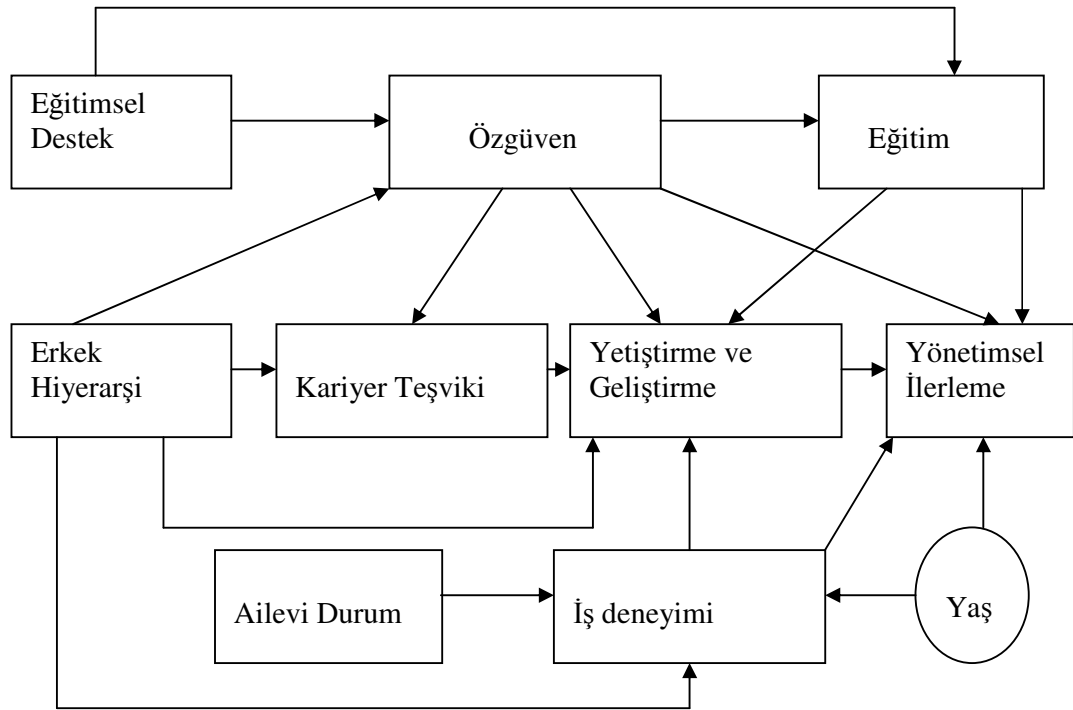 Eğitimsel
Destek
Özgüven
Eğitim
Erkek
Hiyerarşi
Kariyer Teşviki
Yetiştirme ve
Geliştirme
Yönetimsel
İlerleme
Ailevi Durum
İş deneyimi
Yaş